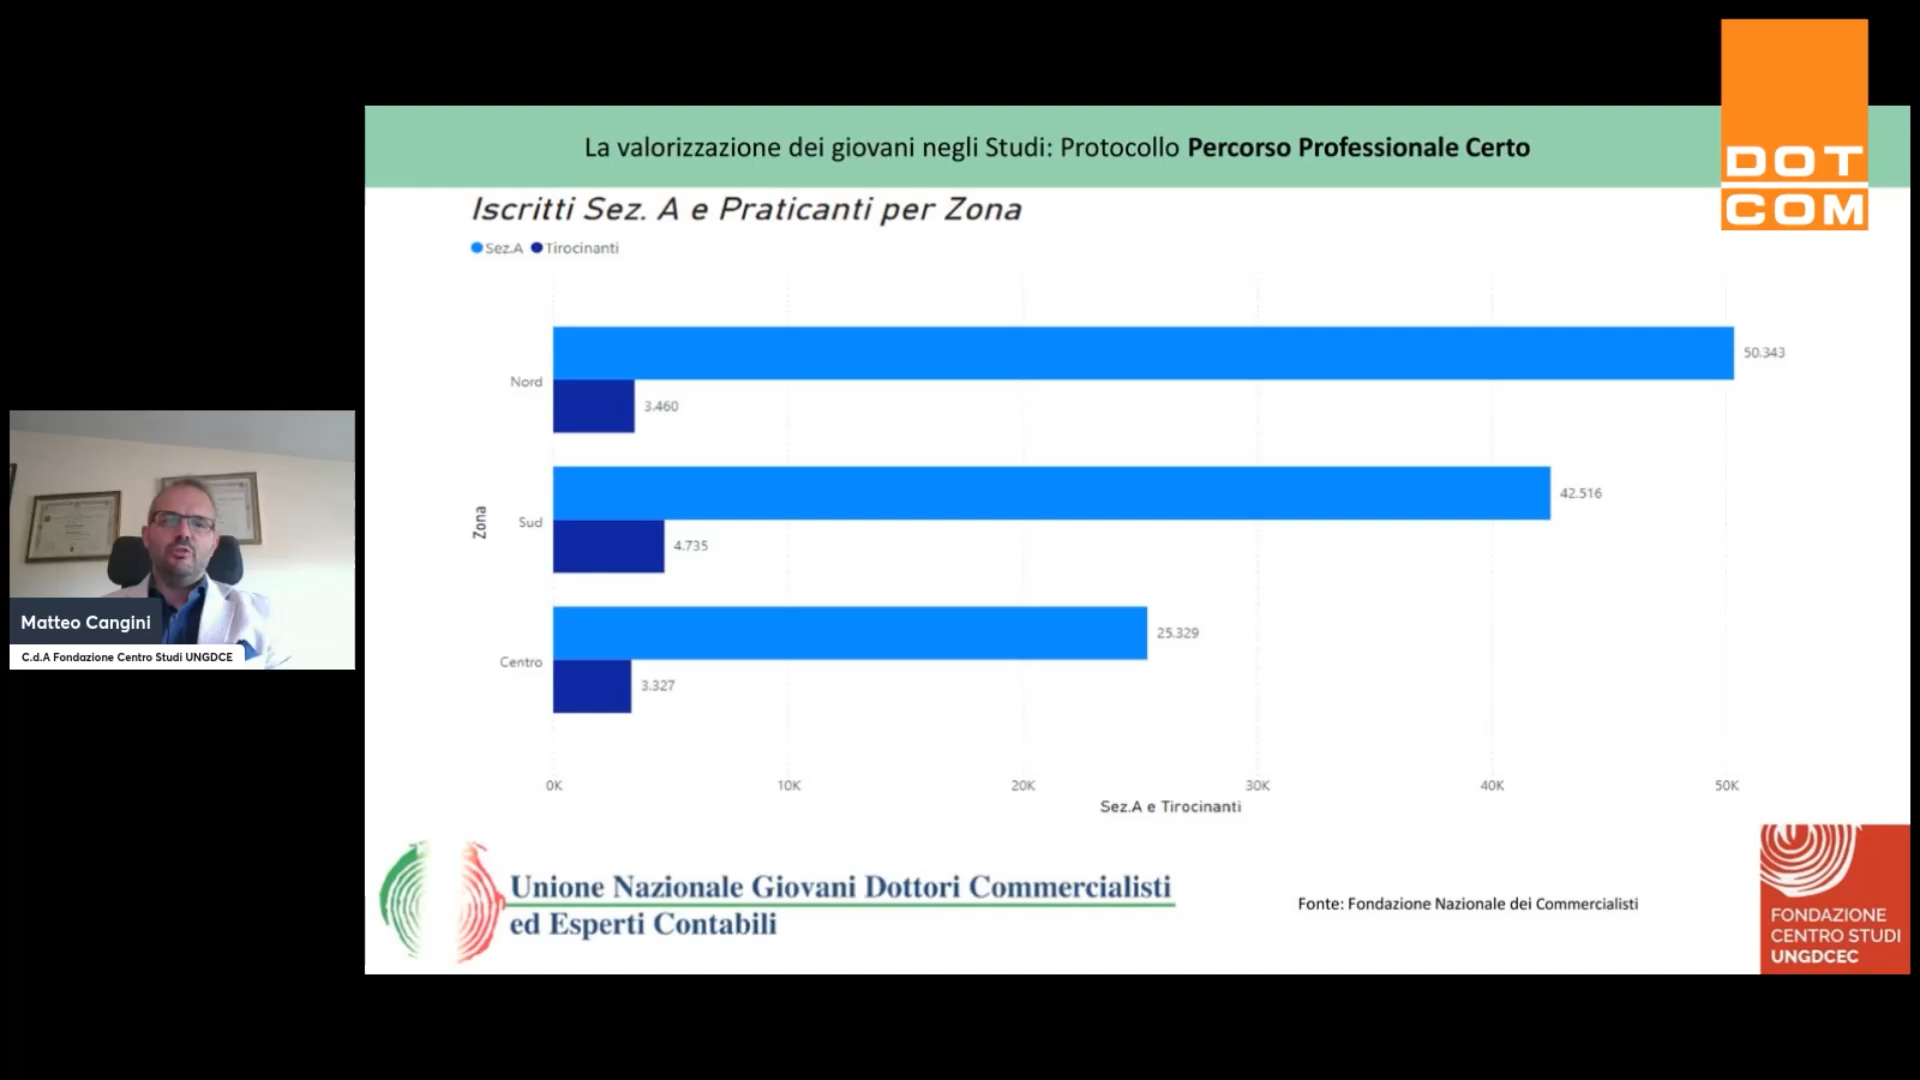 DOT
COM
La valorizzazione dei giovani negli Studi: Protocollo Percorso Professionale Certo
Iscritti Sez. A e Praticanti per Zona
Sez.A Tirocinanti
Nord
50.343
3.460
Sud
42.516
4.735
Centro
25.329
3.327
Zona
0K 10K 20K 30K 40K 50K
Sez.A e Tirocinanti
Matteo Cangini
C.d.A Fondazione Centro Studi UNGDCE
Unione Nazionale Giovani Dottori Commercialisti
ed Esperti Contabili
Fonte: Fondazione Nazionale dei Commercialisti
FONDAZIONE
CENTRO STUDI
UNGDCEC